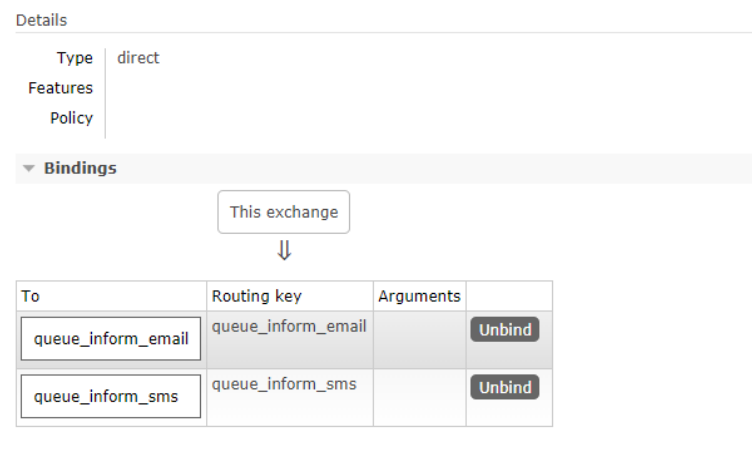 Details
Type direct
Features
Policy
Bindings
This exchange
⇓
To Routing key Arguments
queue_inform_email queue_inform_email Unbind
queue_inform_sms queue_inform_sms Unbind